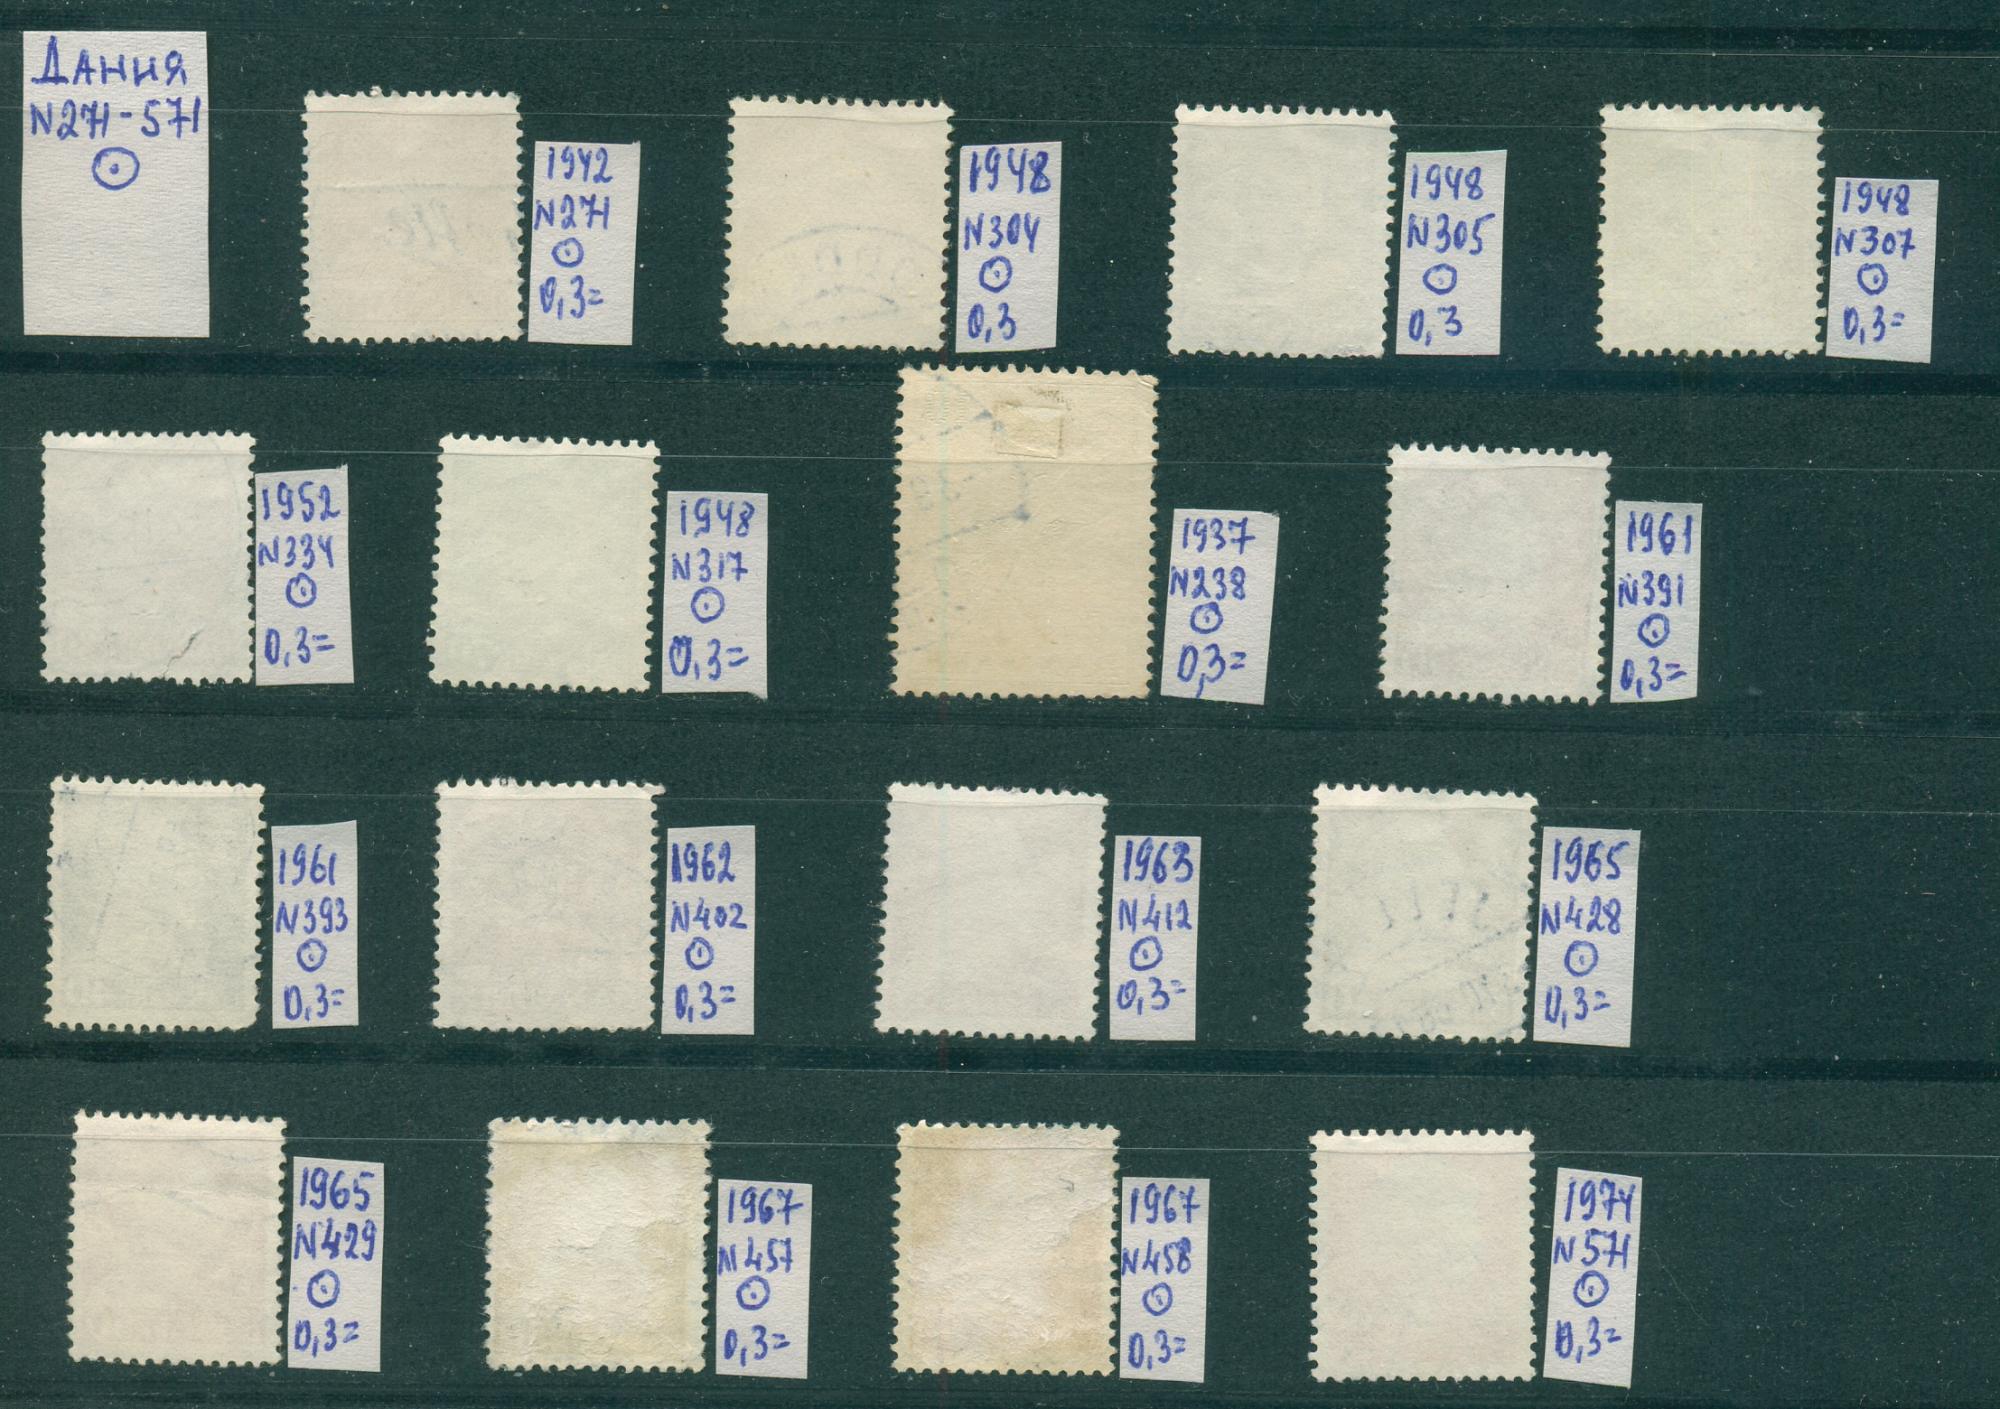 Дания
N271-571
1942
N271
0,3=
1948
N304
0,3
1948
N305
0,3
1948
N307
0,3=
1952
N334
0,3=
1948
N317
0,3=
1937
N238
0,3=
1961
N391
0,3=
1961
N393
0,3=
1962
N402
0,3=
1963
N412
0,3=
1965
N428
0,3=
1965
N429
0,3=
1967
N457
0,3=
1967
N458
0,3=
1974
N571
0,3=